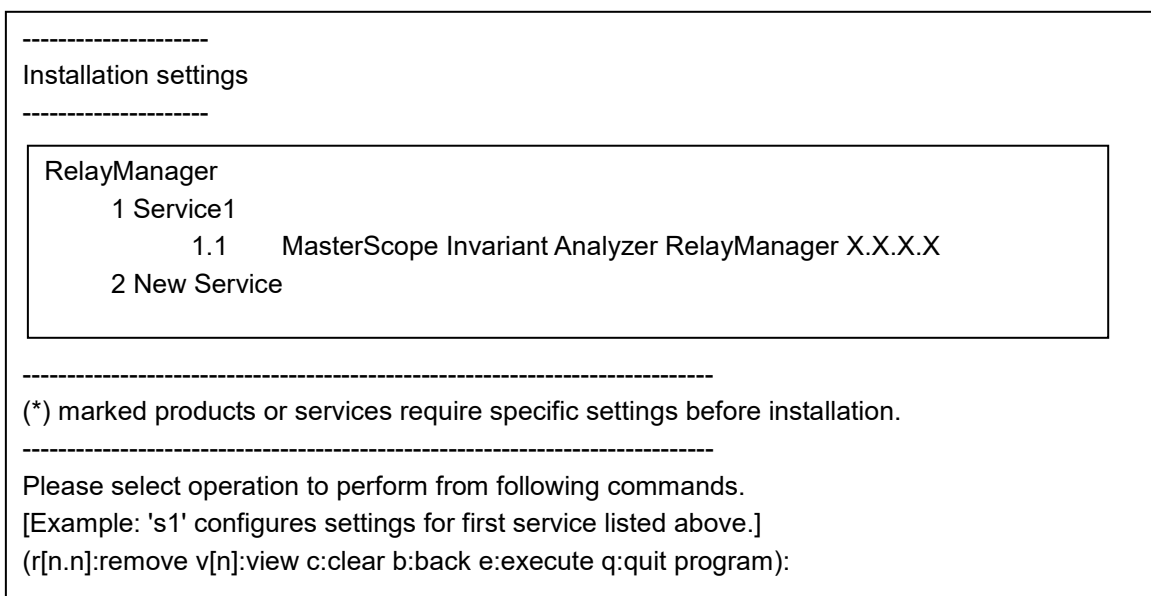 ---------------------
Installation settings
---------------------
RelayManager
1 Service1
1.1 MasterScope Invariant Analyzer RelayManager X.X.X.X
2 New Service
------------------------------------------------------------------------------
(*) marked products or services require specific settings before installation.
------------------------------------------------------------------------------
Please select operation to perform from following commands.
[Example: 's1' configures settings for first service listed above.]
(r[n.n]:remove v[n]:view c:clear b:back e:execute q:quit program):